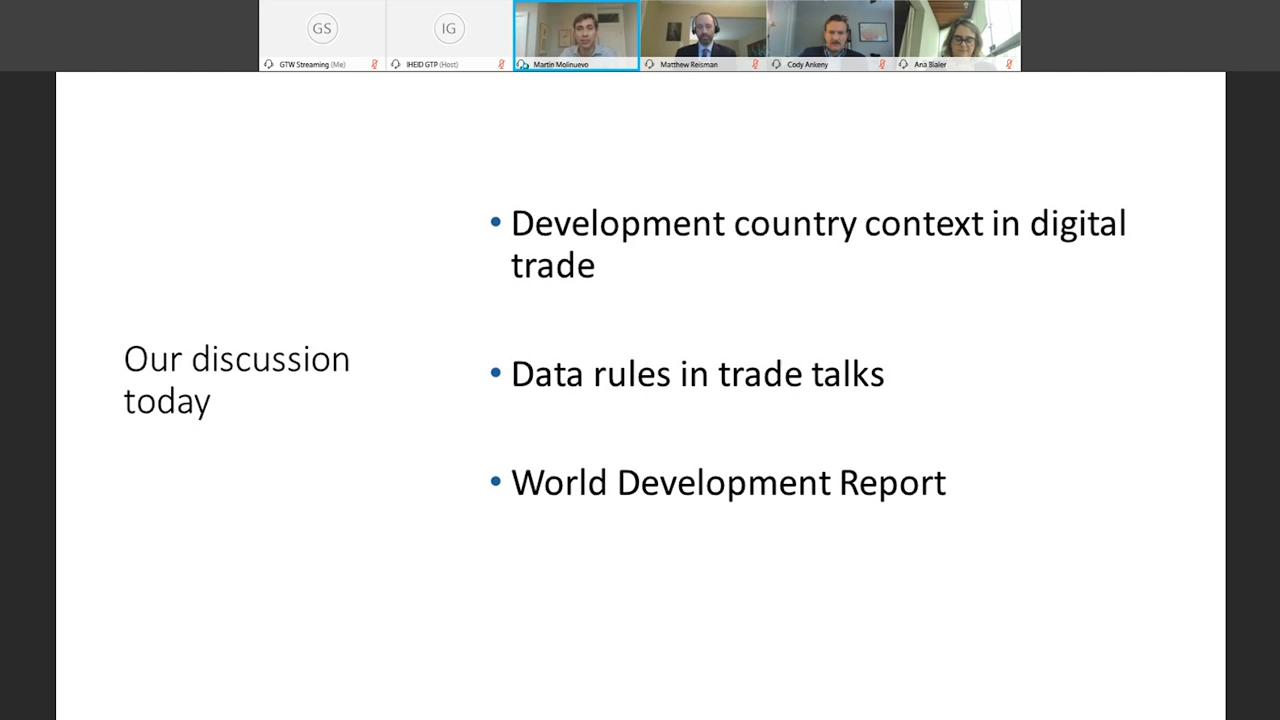 GS
IG
GTW Streaming (Me)
IHEID GTP (Host)
Martin Molinuevo
Matthew Reisman
Cody Ankeny
Ana Bialer
Our discussion
today
• Development country context in digital
trade
• Data rules in trade talks
• World Development Report